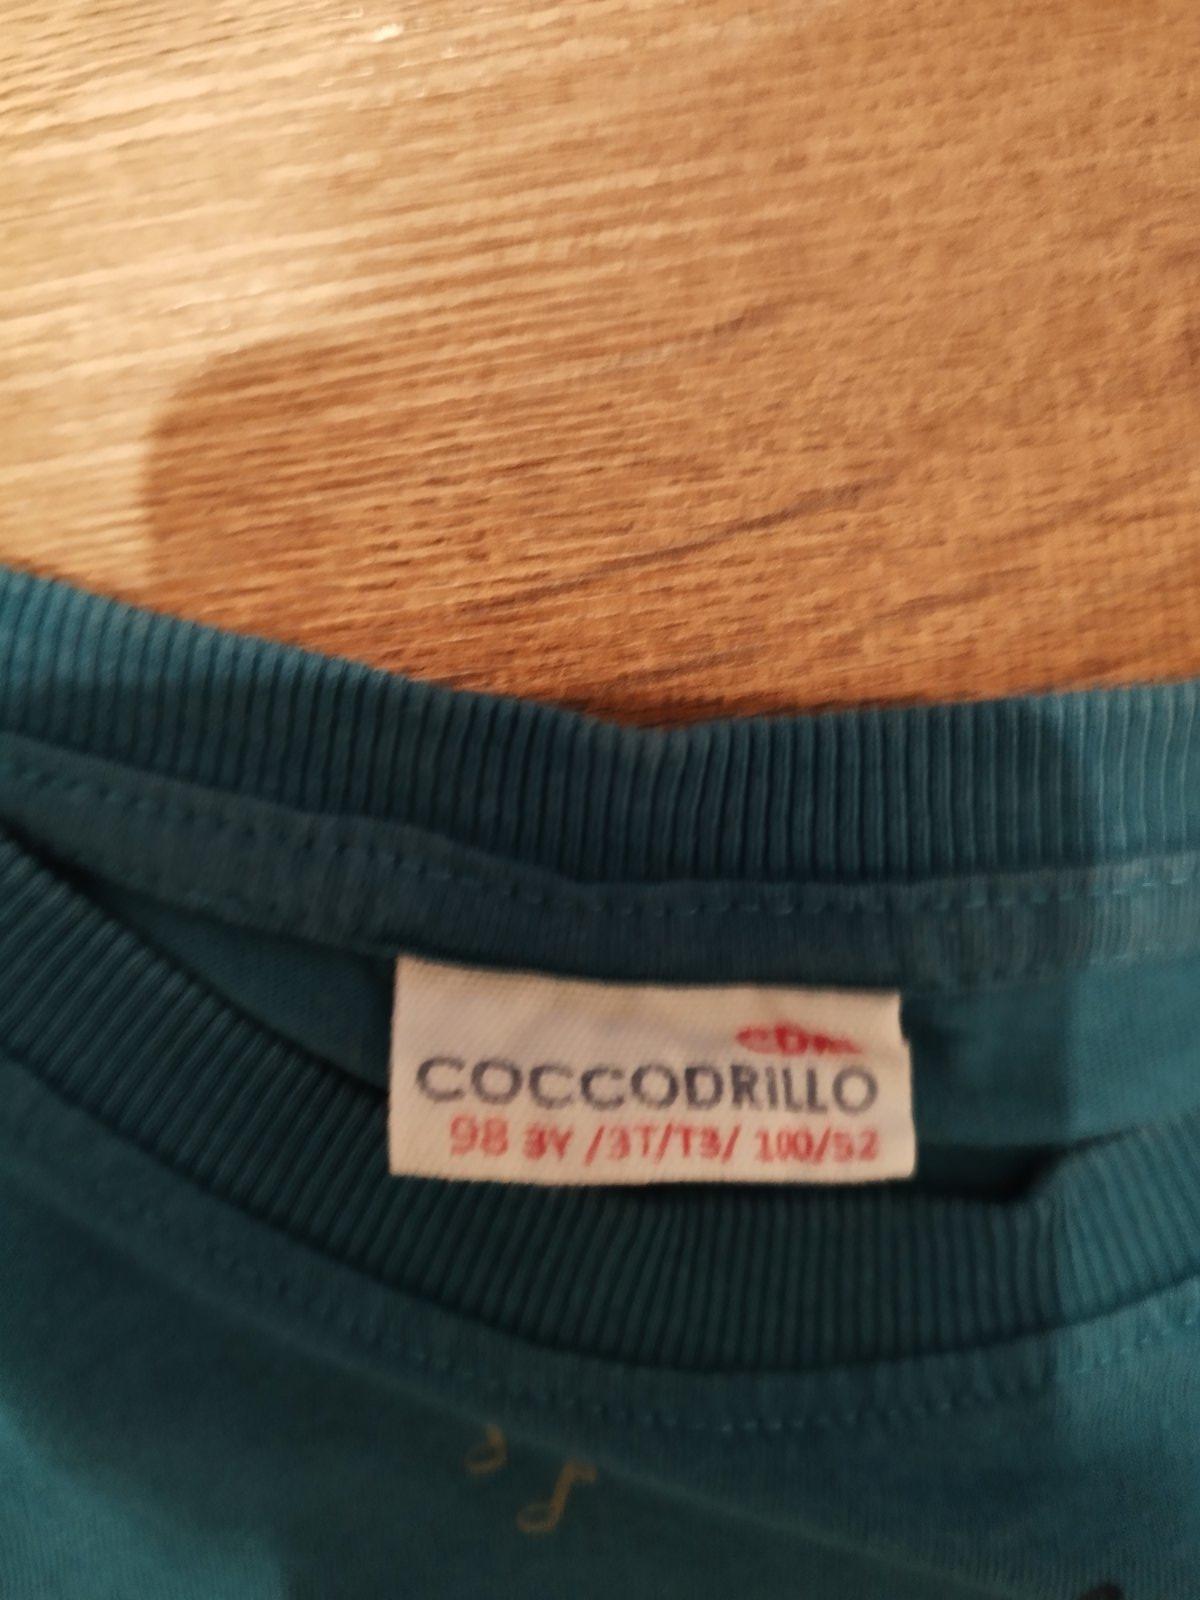 COCCODRILLO
98 3Y /3T/T3/ 100/52